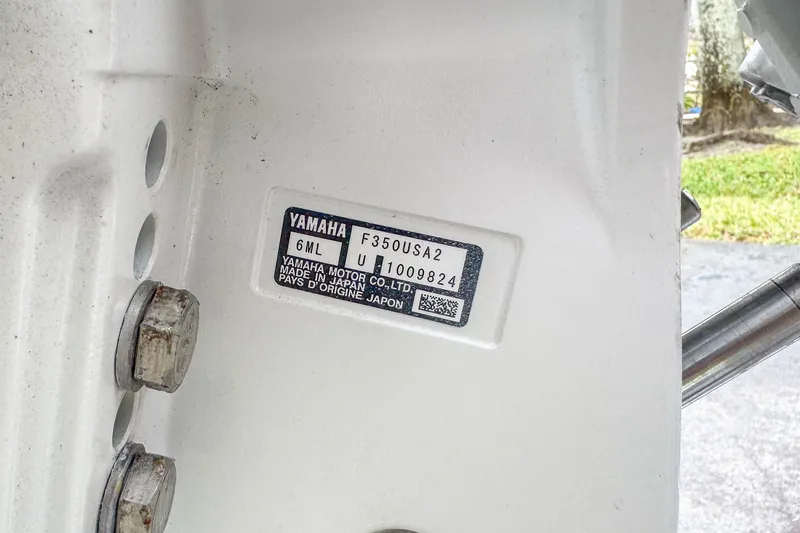 YAMAHA
F350USA2
6ML
U 1009824
YAMAHA MOTOR CO.,LTD.
MADE IN JAPAN
PAYS D'ORIGINE JAPON